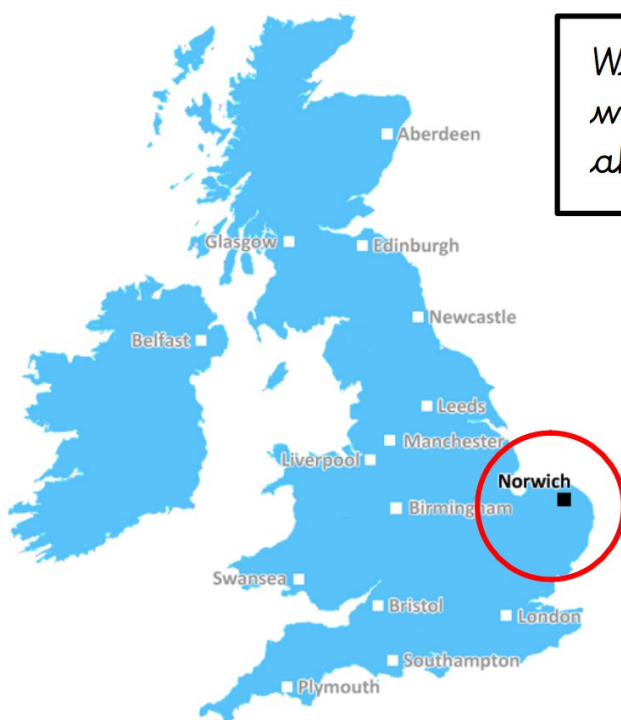 Aberdeen
Glasgow
Edinburgh
Newcastle
Belfast
Leeds
Manchester
Liverpool
Norwich
Birmingham
Swansea
Bristol
London
Southampton
Plymouth